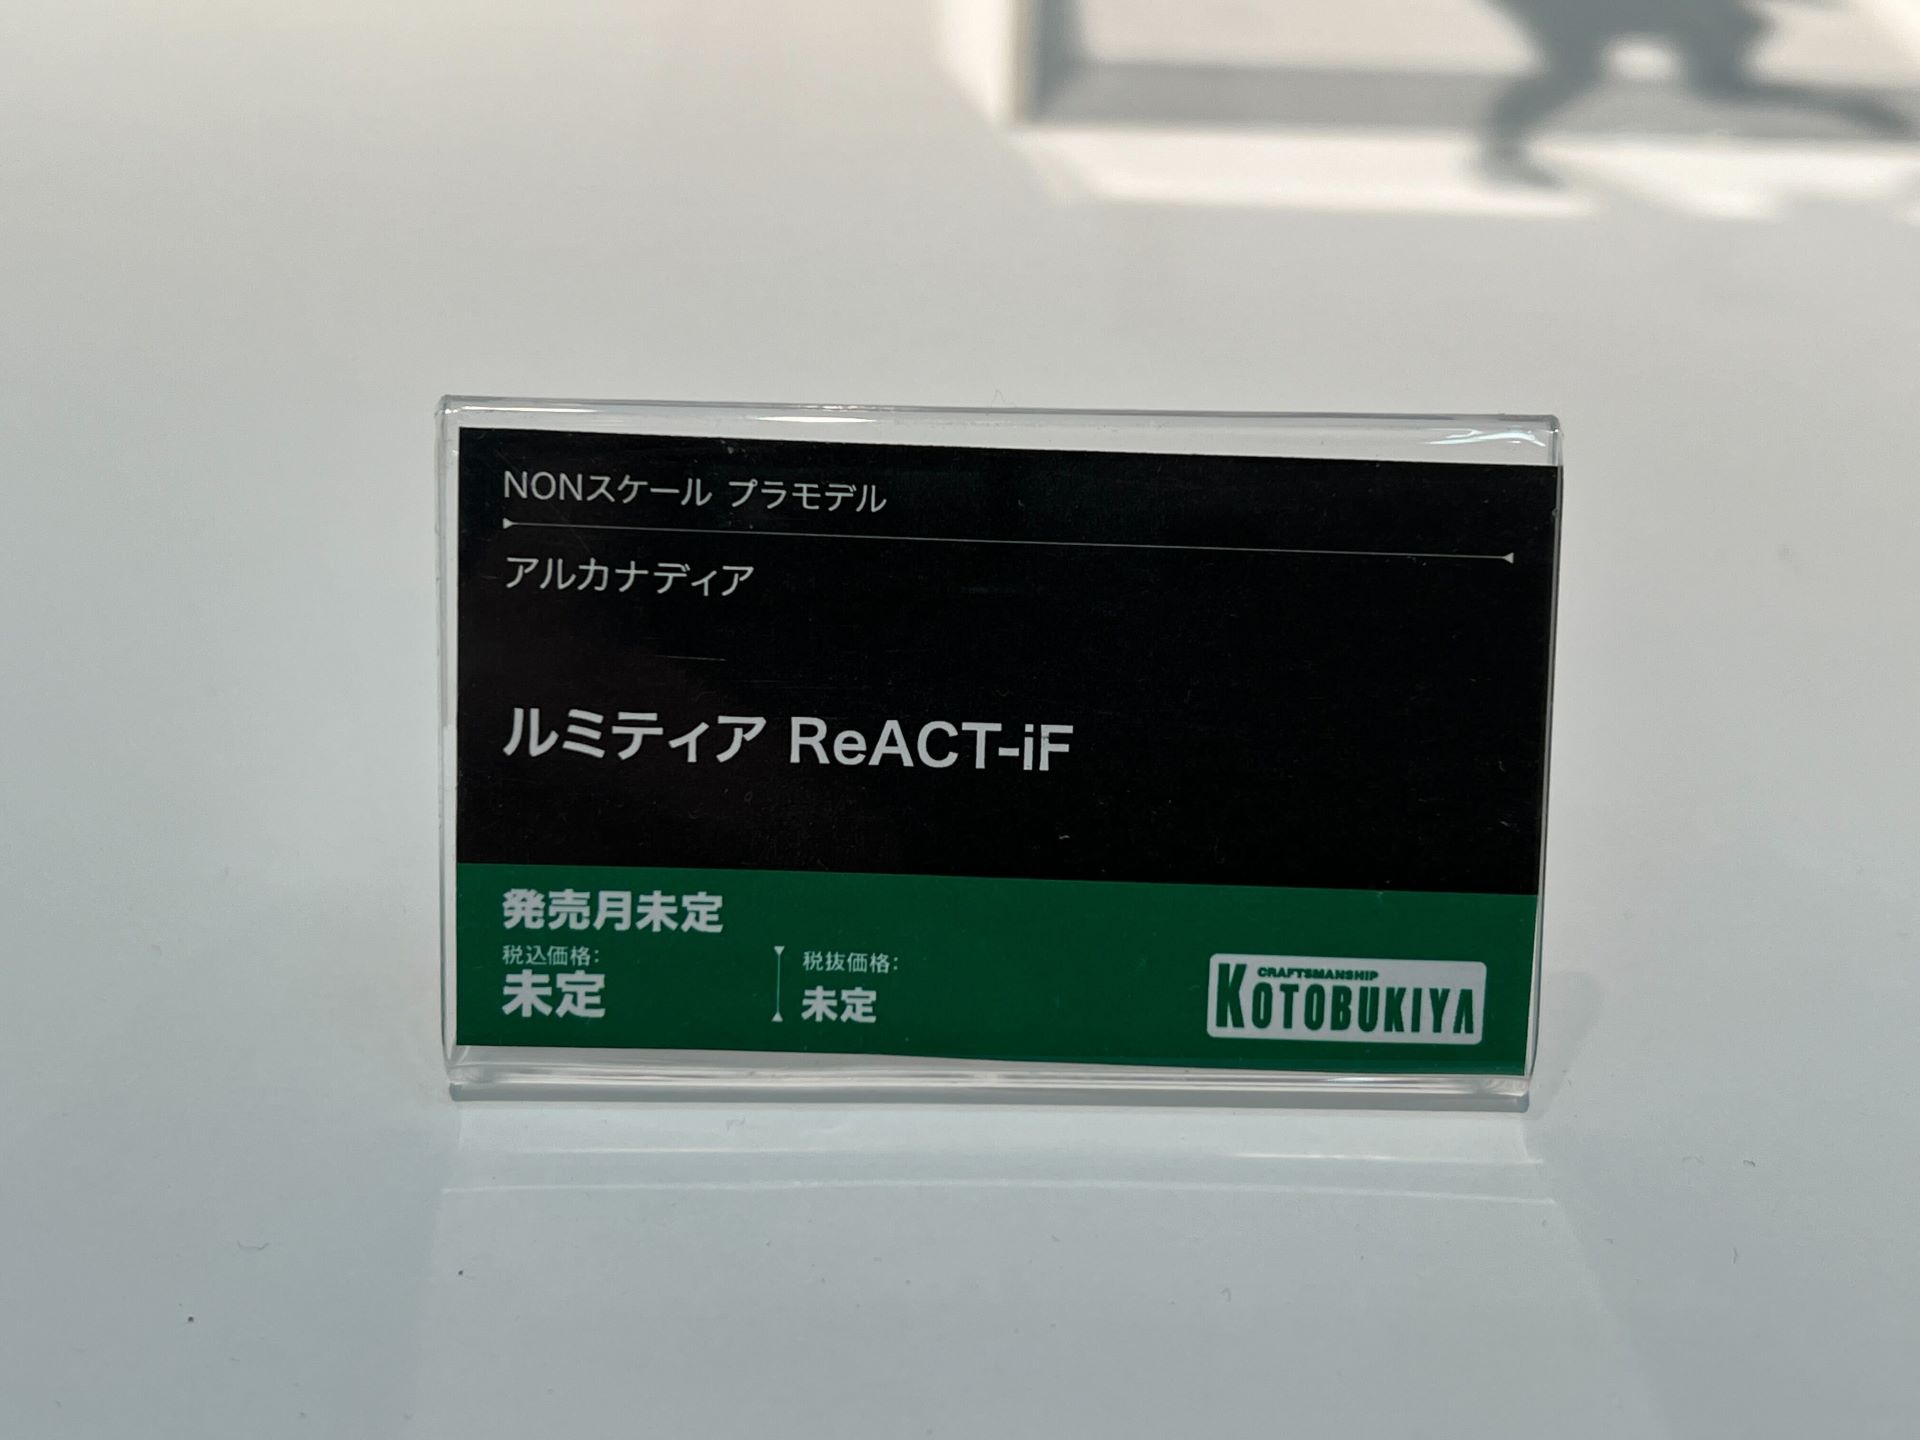 NONスケール プラモデル
アルカナディア
ルミティア ReACT-iF
発売月未定
税込価格:
未定
税抜価格:
未定
CRAFTSMANSHIP
KOTOBUKIYA